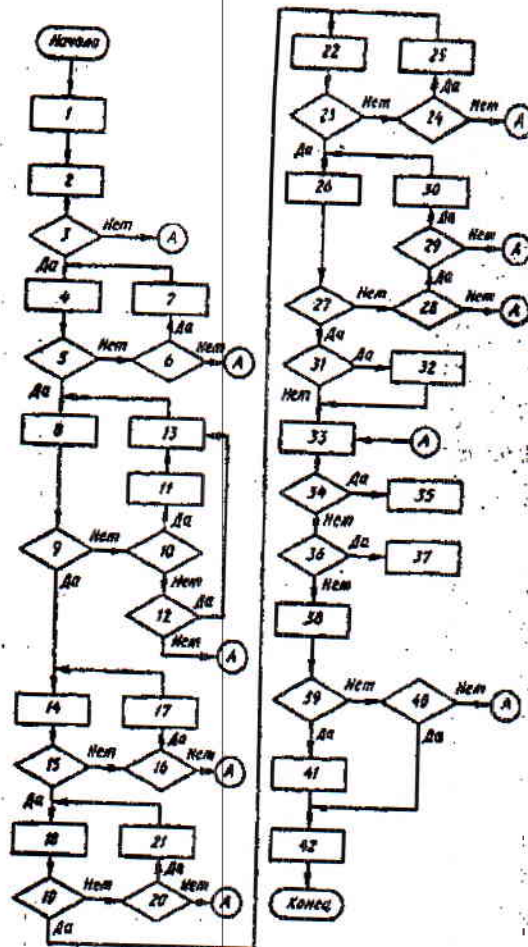 Начало
1
2
3
Нет
А
Да
4
7
Да
5
Нет
6
Нет
А
Да
8
13
11
Да
9
Нет
10
Да
Нет
12
Да
Нет
А
14
17
Да
15
Нет
16
Нет
А
Да
18
21
Да
19
Нет
20
Нет
А
Да
22
25
Да
23
Нет
24
Нет
А
Да
26
30
Да
29
Нет
А
Да
27
Нет
28
Нет
А
Да
31
Да
32
Нет
33
А
34
Да
35
Нет
36
Да
37
Нет
38
39
Нет
40
Нет
А
Да
Да
41
42
Конец